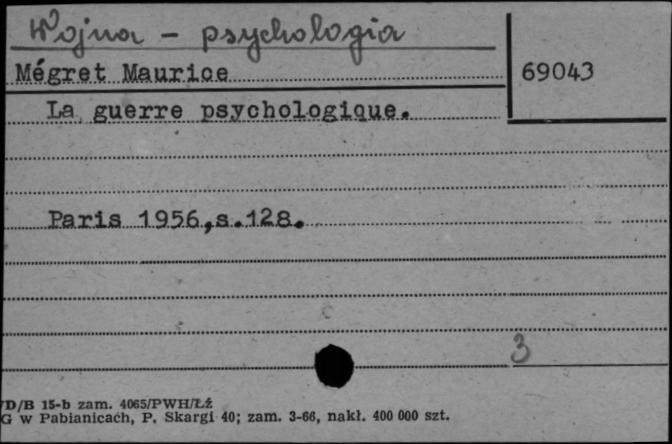 Wojna - psychologia
Mégret Maurice
69043
La guerre psychologique.
Paris 1956,s.128.
3
D/B 15-b zam. 4065/PWH/Łź
G w Pabianicach, P. Skargi 40; zam. 3-66, nakł. 400 000 szt.